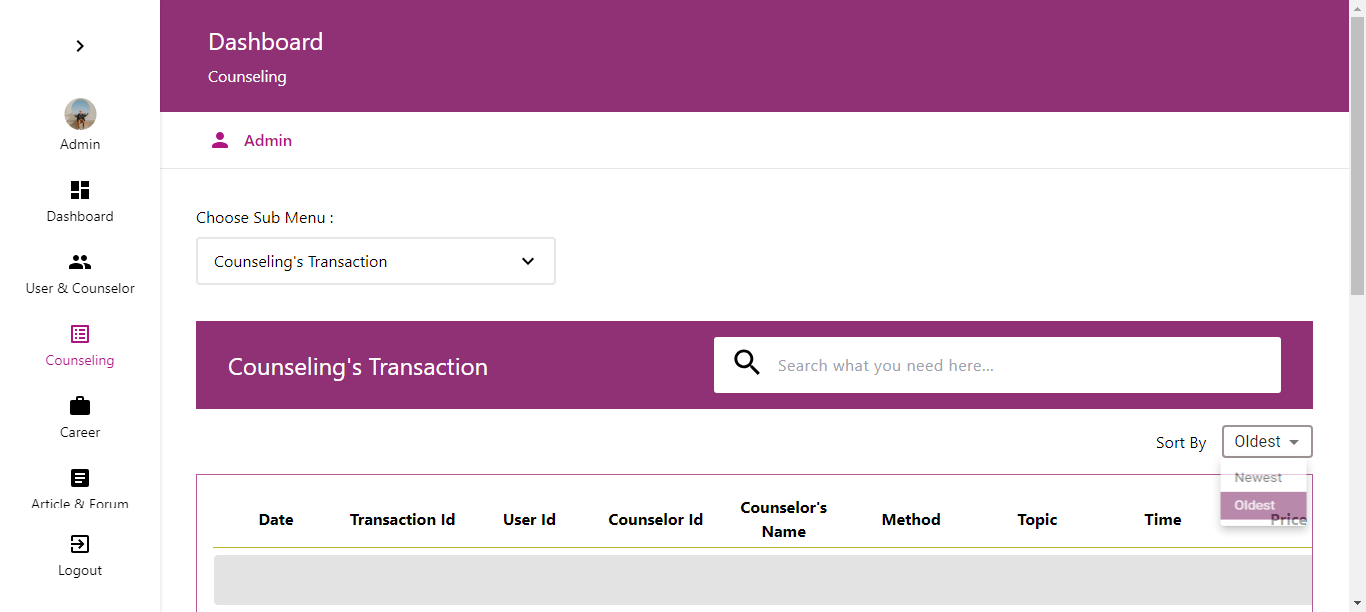 Dashboard
Counseling
Admin
Admin
Dashboard
User & Counselor
Counseling
Career
Article & Forum
Logout
Choose Sub Menu :
Counseling's Transaction
Counseling's Transaction
Search what you need here...
Sort By
Oldest
Newest
Oldest
Date
Transaction Id
User Id
Counselor Id
Counselor's
Name
Method
Topic
Time
Price